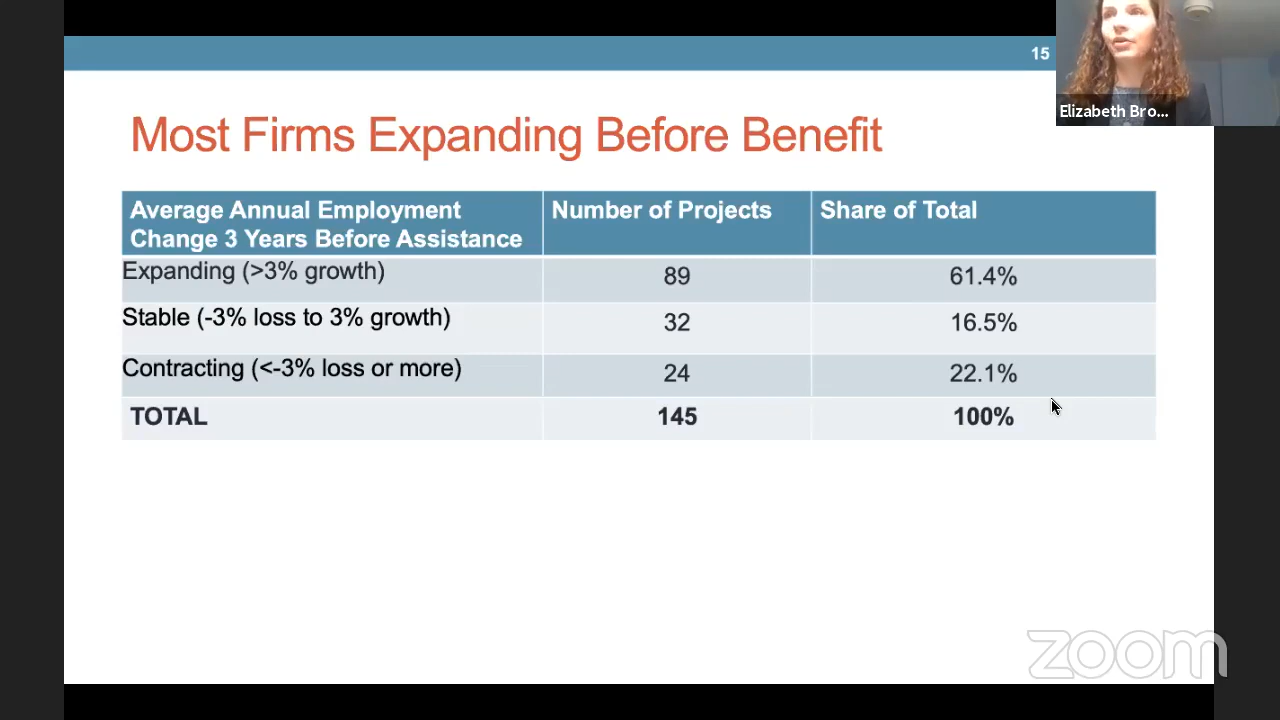 15
Elizabeth Bro...
Most Firms Expanding Before Benefit
Average Annual Employment
Change 3 Years Before Assistance
Number of Projects
Share of Total
Expanding (>3% growth)
89
61.4%
Stable (-3% loss to 3% growth)
32
16.5%
Contracting (<-3% loss or more)
24
22.1%
TOTAL
145
100%
zoom